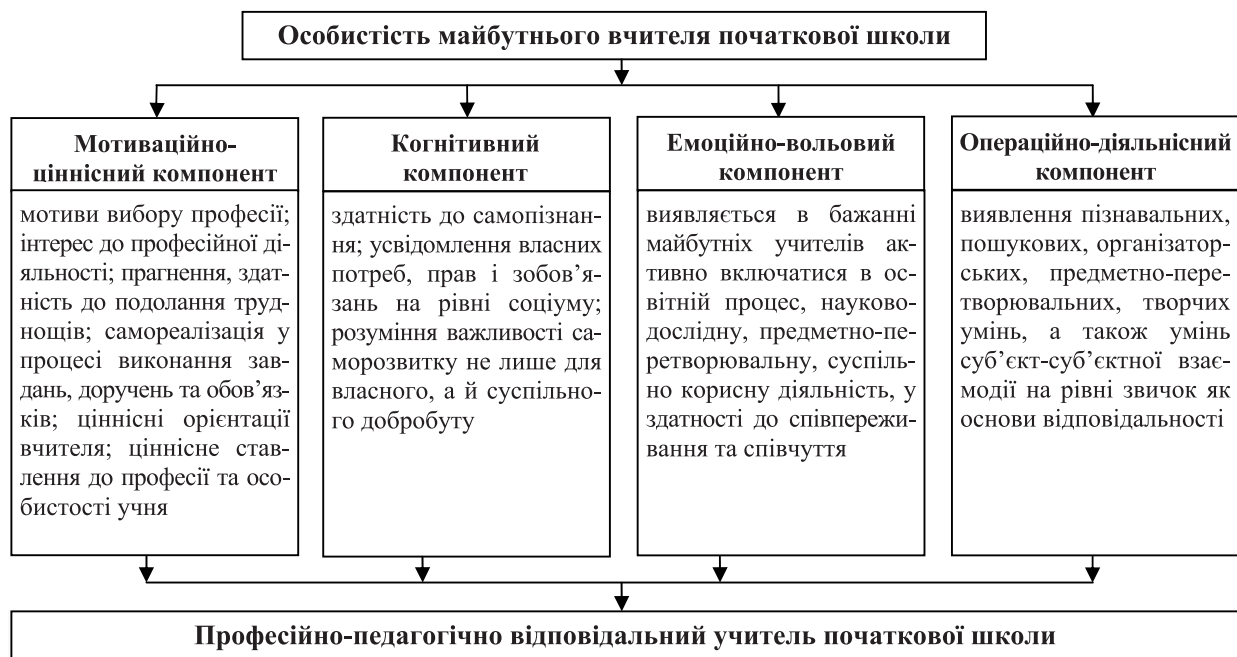 Особистість майбутнього вчителя початкової школи
Мотиваційно-
ціннісний компонент
мотиви вибору професії;
інтерес до професійної ді-
яльності; прагнення, здат-
ність до подолання труд-
нощів; самореалізація у
процесі виконання зав-
дань, доручень та обов’яз-
ків; ціннісні орієнтації
вчителя; ціннісне став-
лення до професії та осо-
бистості учня
Когнітивний
компонент
здатність до самопізнан-
ня; усвідомлення власних
потреб, прав і зобов’я-
зань на рівні соціуму;
розуміння важливості са-
морозвитку не лише для
власного, а й суспільно-
го добробуту
Емоційно-вольовий
компонент
виявляється в бажанні
майбутніх учителів ак-
тивно включатися в ос-
вітній процес, науково-
дослідну, предметно-пе-
ретворювальну, суспіль-
но корисну діяльність, у
здатності до співпережи-
вання та співчуття
Операційно-діяльнісний
компонент
виявлення пізнавальних,
пошукових, організатор-
ських, предметно-пере-
творювальних, творчих
умінь, а також умінь
суб’єкт-суб’єктної взає-
модії на рівні звичок як
основи відповідальності
Професійно-педагогічно відповідальний учитель початкової школи